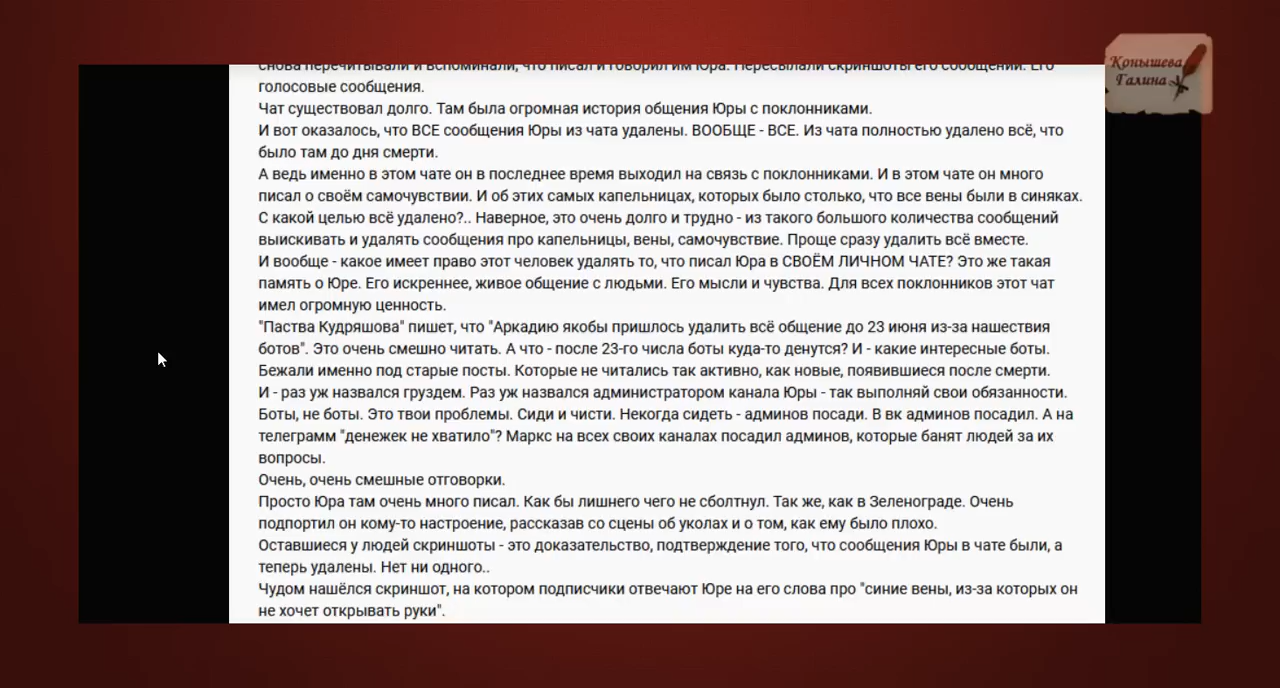 снова перечитывали и вспоминали, что писал и говорил им Юра. Пересылали скриншоты его сообщений. Его
голосовые сообщения.
Чат существовал долго. Там была огромная история общения Юры с поклонниками.
И вот оказалось, что ВСЕ сообщения Юры из чата удалены. ВООБЩЕ - ВСЕ. Из чата полностью удалено всё, что
было там до дня смерти.
А ведь именно в этом чате он в последнее время выходил на связь с поклонниками. И в этом чате он много
писал о своём самочувствии. И об этих самых капельницах, которых было столько, что все вены были в синяках.
С какой целью всё удалено?.. Наверное, это очень долго и трудно - из такого большого количества сообщений
выискивать и удалять сообщения про капельницы, вены, самочувствие. Проще сразу удалить всё вместе.
И вообще - какое имеет право этот человек удалять то, что писал Юра в СВОЁМ ЛИЧНОМ ЧАТЕ? Это же такая
память о Юре. Его искреннее, живое общение с людьми. Его мысли и чувства. Для всех поклонников этот чат
имел огромную ценность.
"Паства Кудряшова" пишет, что "Аркадию якобы пришлось удалить всё общение до 23 июня из-за нашествия
ботов". Это очень смешно читать. А что - после 23-го числа боты куда-то денутся? И - какие интересные боты.
Бежали именно под старые посты. Которые не читались так активно, как новые, появившиеся после смерти.
И - раз уж назвался груздем. Раз уж назвался администратором канала Юры - так выполняй свои обязанности.
Боты, не боты. Это твои проблемы. Сиди и чисти. Некогда сидеть - админов посади. В вк админов посадил. А на
телеграмм "денежек не хватило"? Маркс на всех своих каналах посадил админов, которые банят людей за их
вопросы.
Очень, очень смешные отговорки.
Просто Юра там очень много писал. Как бы лишнего чего не сболтнул. Так же, как в Зеленограде. Очень
подпортил он кому-то настроение, рассказав со сцены об уколах и о том, как ему было плохо.
Оставшиеся у людей скриншоты - это доказательство, подтверждение того, что сообщения Юры в чате были, а
теперь удалены. Нет ни одного..
Чудом нашёлся скриншот, на котором подписчики отвечают Юре на его слова про "синие вены, из-за которых он
не хочет открывать руки".
Конышева
Галина